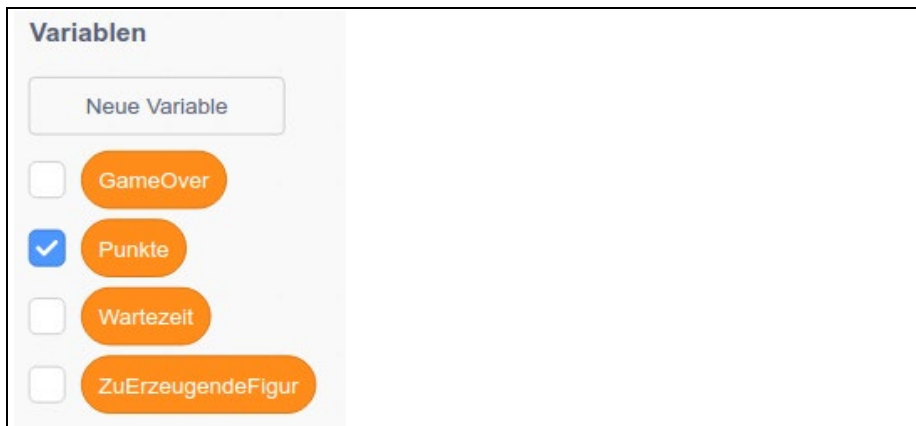 Variablen
Neue Variable
GameOver
Punkte
Wartezeit
ZuErzeugendeFigur